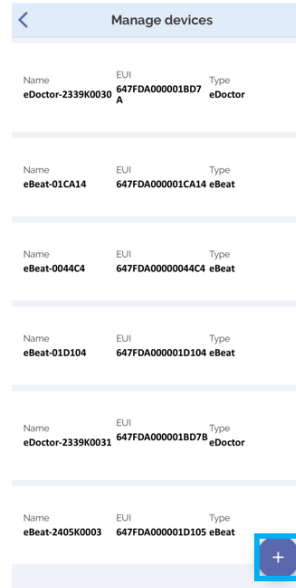 Manage devices
Name EUI Type
eDoctor-2339K0030 647FDA000001BD7A eDoctor
Name EUI Type
eBeat-01CA14 647FDA000001CA14 eBeat
Name EUI Type
eBeat-0044C4 647FDA00000044C4 eBeat
Name EUI Type
eBeat-01D104 647FDA000001D104 eBeat
Name EUI Type
eDoctor-2339K0031 647FDA000001BD7B eDoctor
Name EUI Type
eBeat-2405K0003 647FDA000001D105 eBeat
+